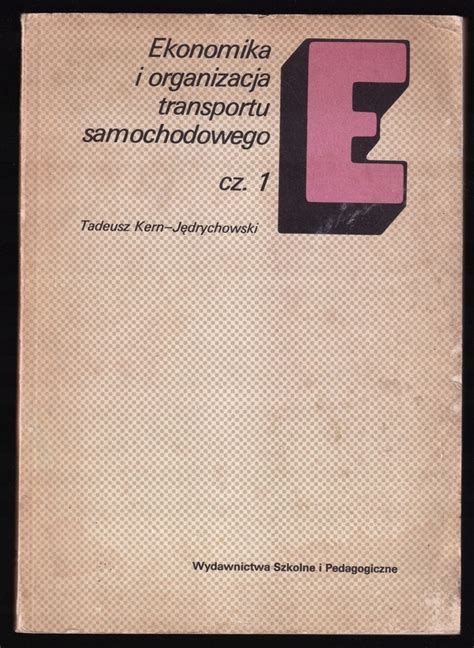 Ekonomika
i organizacja
transportu
samochodowego
cz. 1
E
Tadeusz Kern–Jędrychowski
Wydawnictwa Szkolne i Pedagogiczne